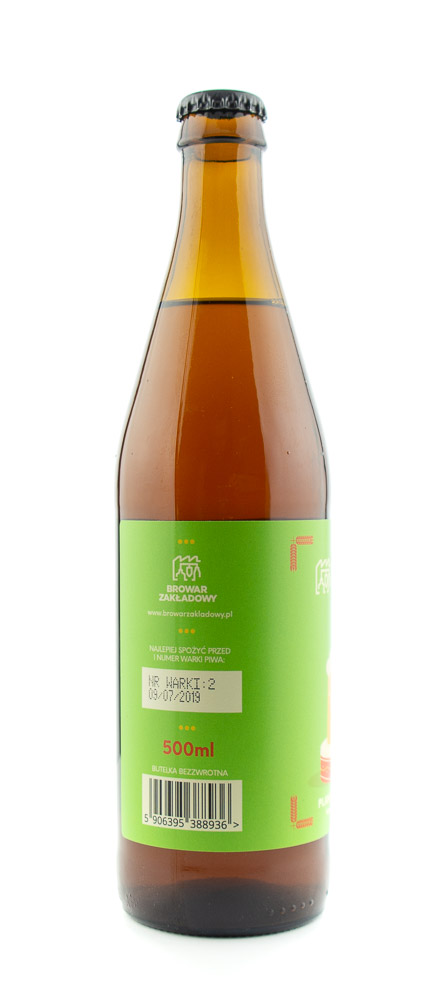 BROWAR
ZAKŁADOWY
www.browarzakladowy.pl
NAJLEPIEJ SPOŻYĆ PRZED
I NUMER WARKI PIWA:
NR WARKI:2
09/07/2019
500ml
BUTELKA BEZZWROTNA
5 906395 388936 >